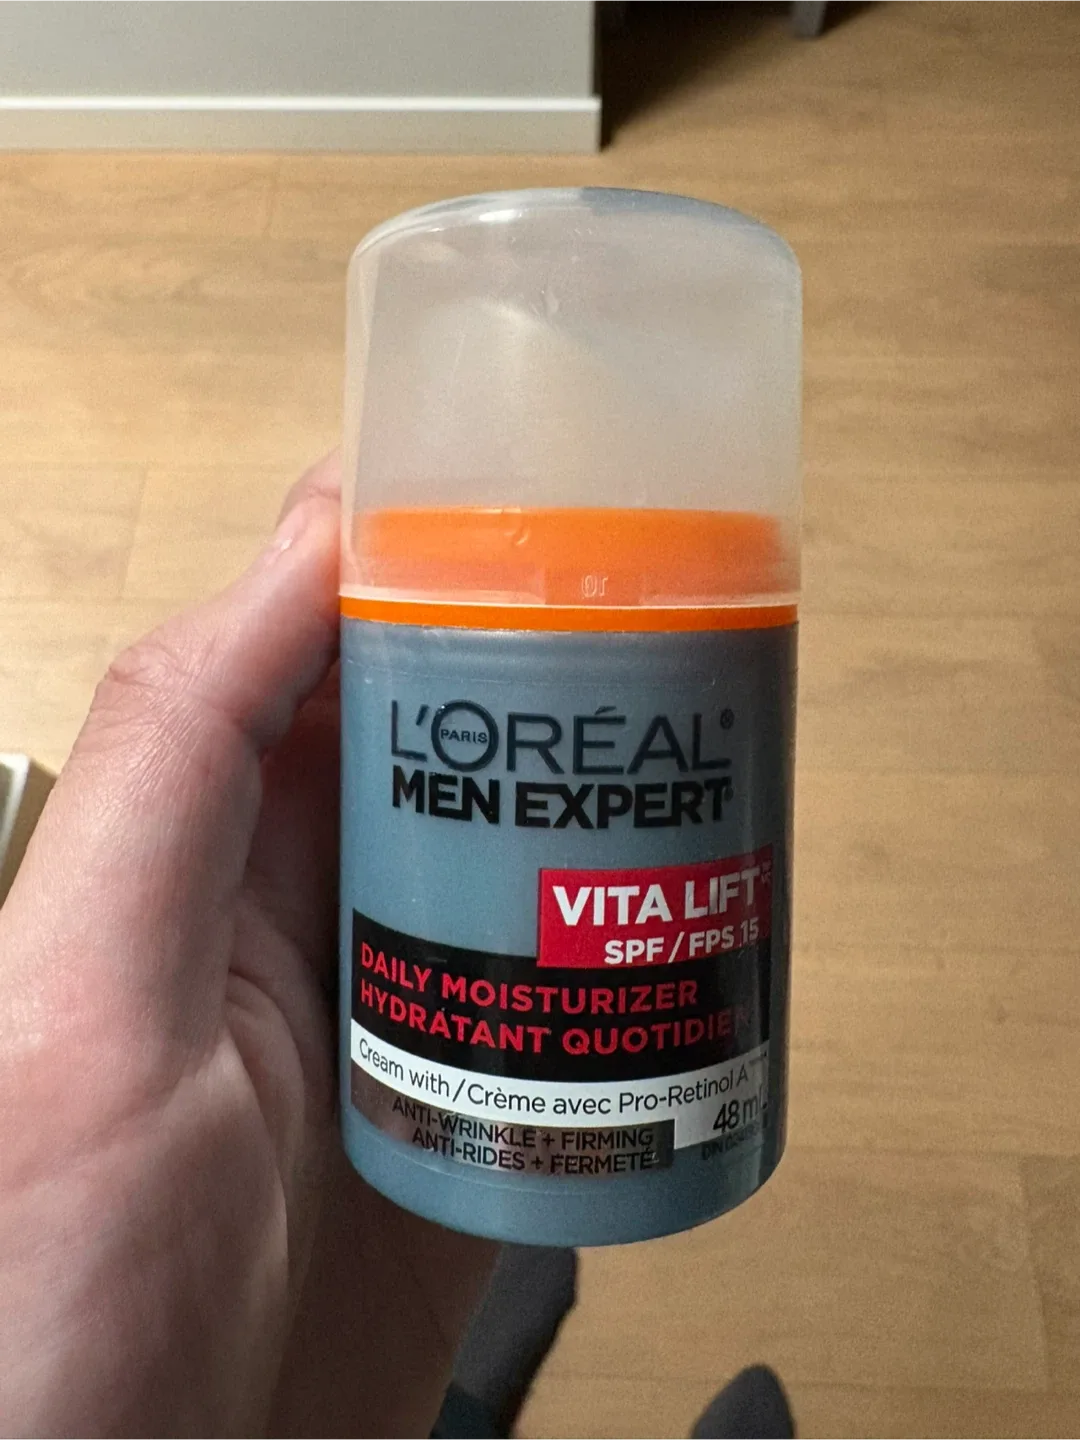 L'ORÉAL®
PARIS
MEN EXPERT®
VITA LIFT
SPF / FPS 15
DAILY MOISTURIZER
HYDRATANT QUOTIDIEN
Cream with / Crème avec Pro-Retinol A
48 mL
ANTI-WRINKLE + FIRMING
ANTI-RIDES + FERMETÉ
DIN